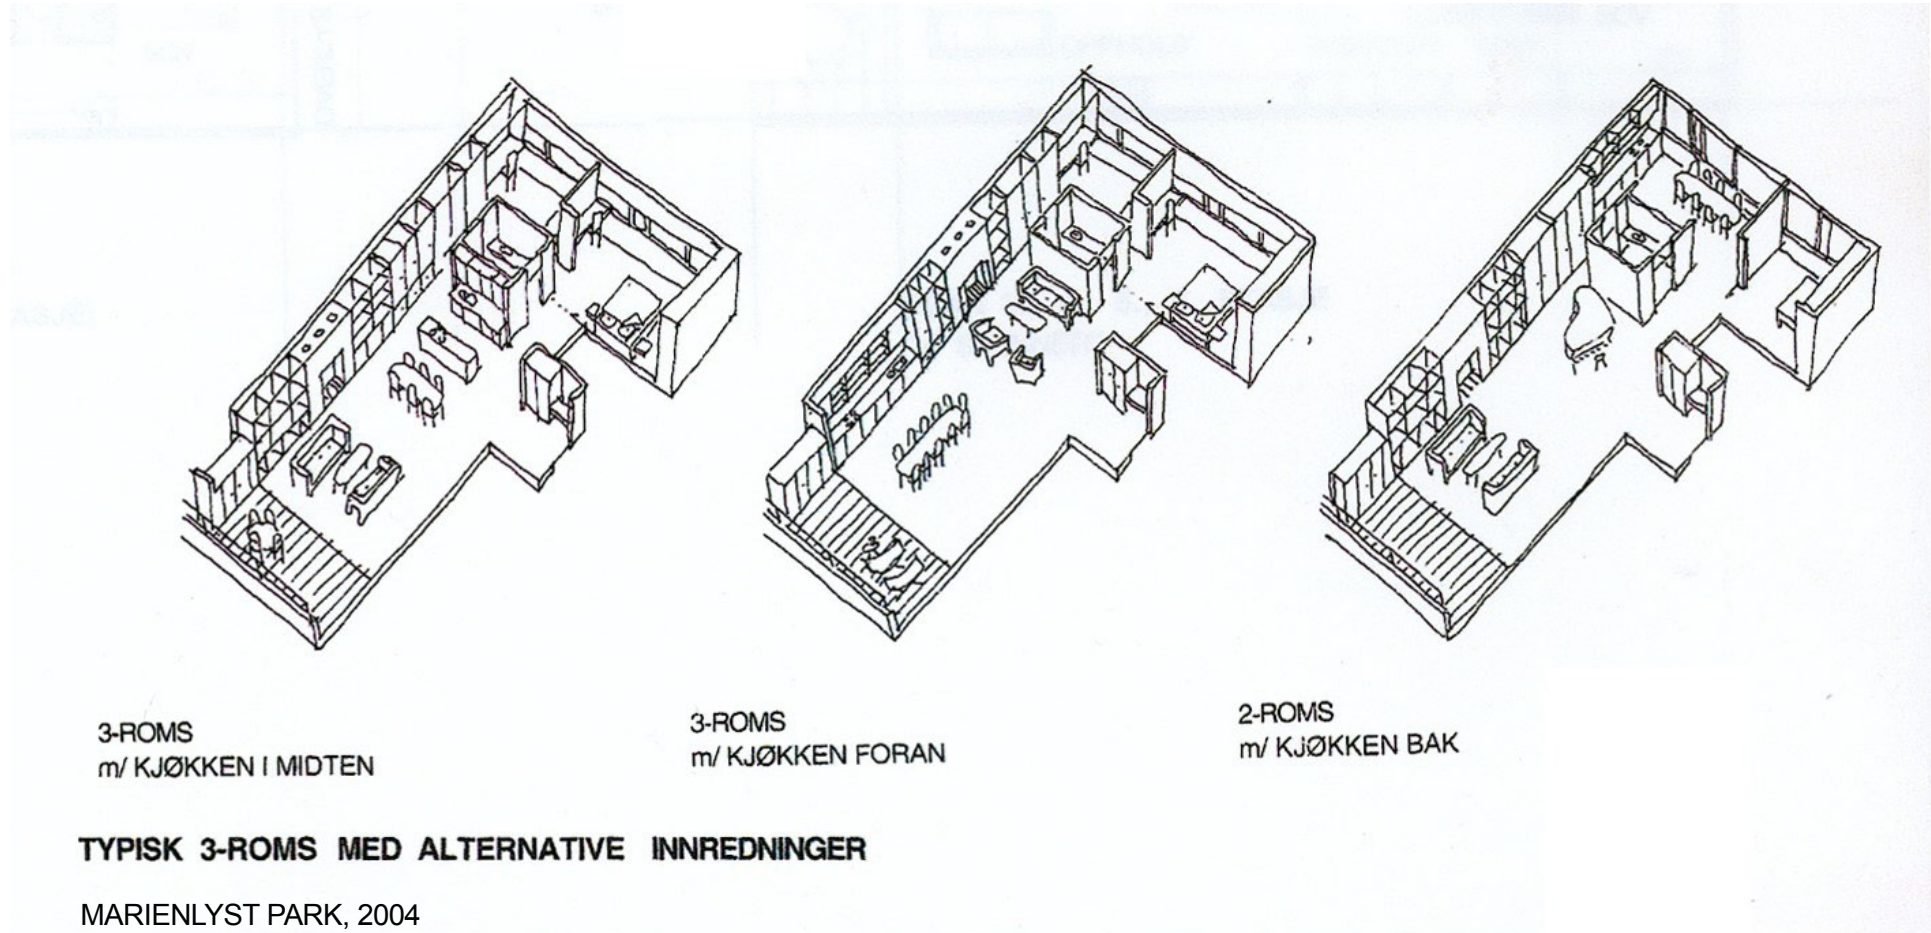 3-ROMS
m/ KJØKKEN I MIDTEN
3-ROMS
m/ KJØKKEN FORAN
2-ROMS
m/ KJØKKEN BAK
TYPISK 3-ROMS MED ALTERNATIVE INNREDNINGER
MARIENLYST PARK, 2004